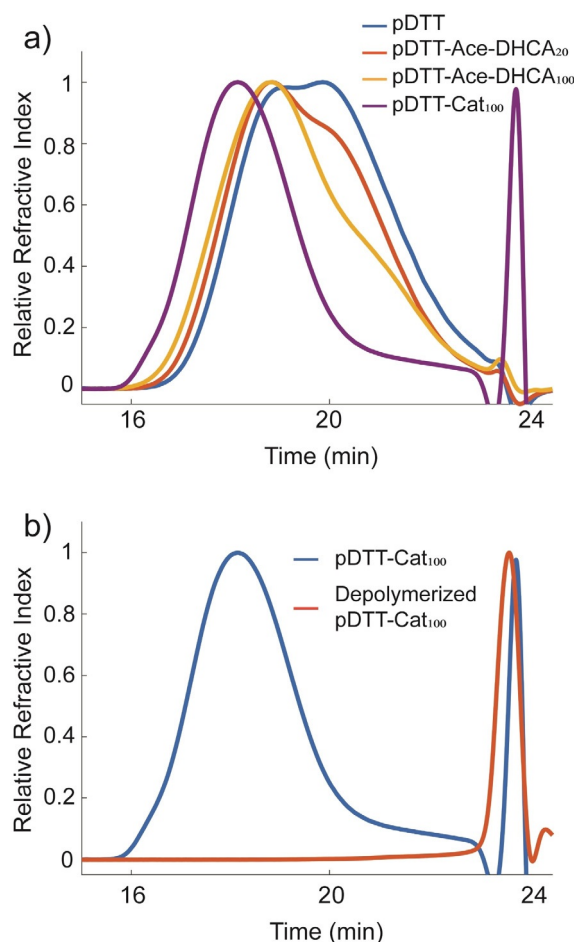 a)
pDTT
pDTT-Ace-DHCA₂₀
pDTT-Ace-DHCA₁₀₀
pDTT-Cat₁₀₀
Relative Refractive Index
1
0.8
0.6
0.4
0.2
0
16
20
24
Time (min)
b)
pDTT-Cat₁₀₀
Depolymerized
pDTT-Cat₁₀₀
Relative Refractive Index
1
0.8
0.6
0.4
0.2
0
16
20
24
Time (min)